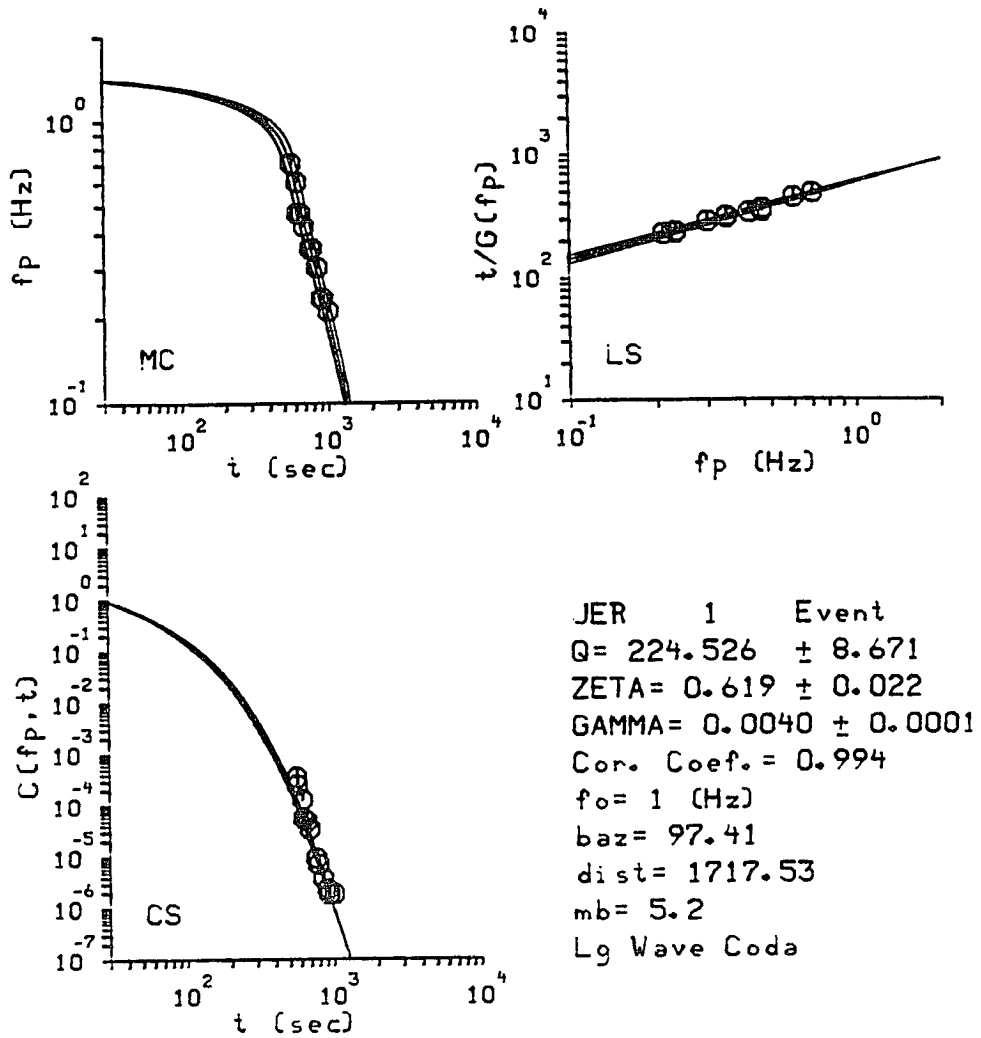 10^0
fp (Hz)
10^-1
MC
10^2 10^3 10^4
t (sec)
10^4
10^3
t/G(fp)
10^2
10^1
LS
10^-1 10^0
fp (Hz)
10^2
10^1
10^0
10^-1
10^-2
10^-3
C(fp,t)
10^-4
10^-5
10^-6
10^-7
CS
10^2 10^3 10^4
t (sec)
JER 1 Event
Q= 224.526 ± 8.671
ZETA= 0.619 ± 0.022
GAMMA= 0.0040 ± 0.0001
Cor. Coef.= 0.994
fo= 1 (Hz)
baz= 97.41
dist= 1717.53
mb= 5.2
Lg Wave Coda